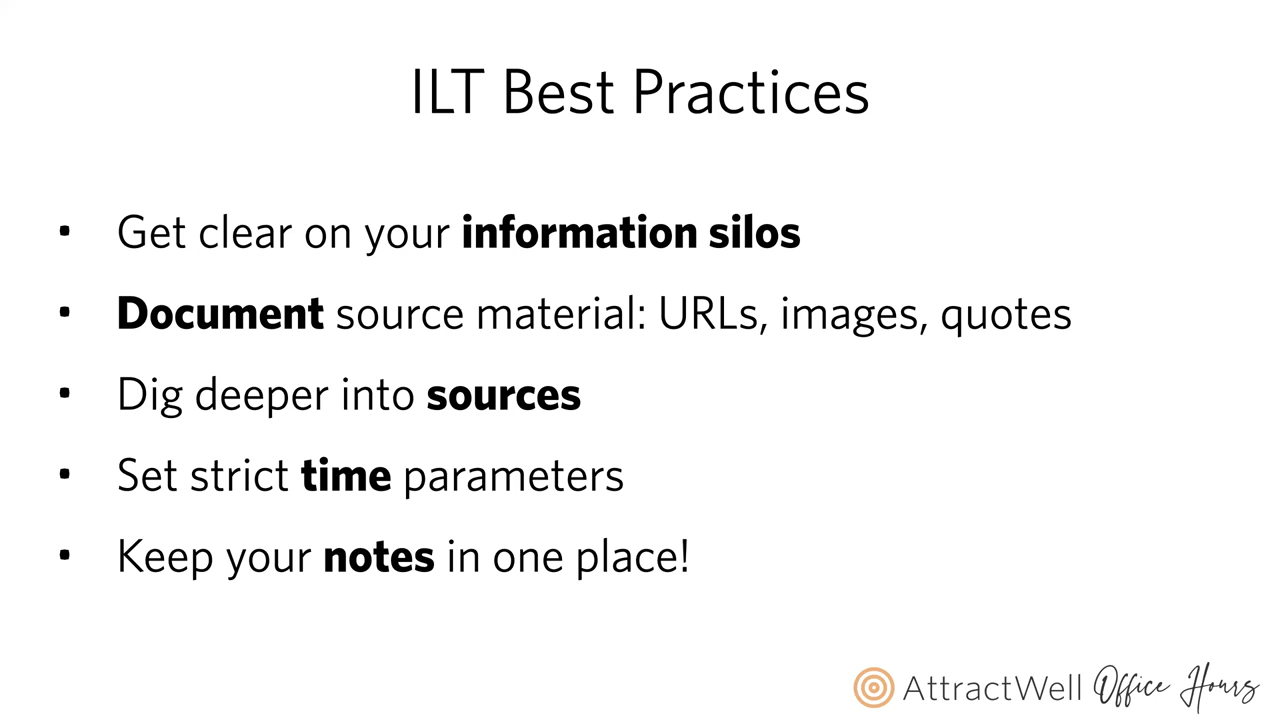 ILT Best Practices
· Get clear on your information silos
· Document source material: URLs, images, quotes
· Dig deeper into sources
· Set strict time parameters
· Keep your notes in one place!
AttractWell Office Hours